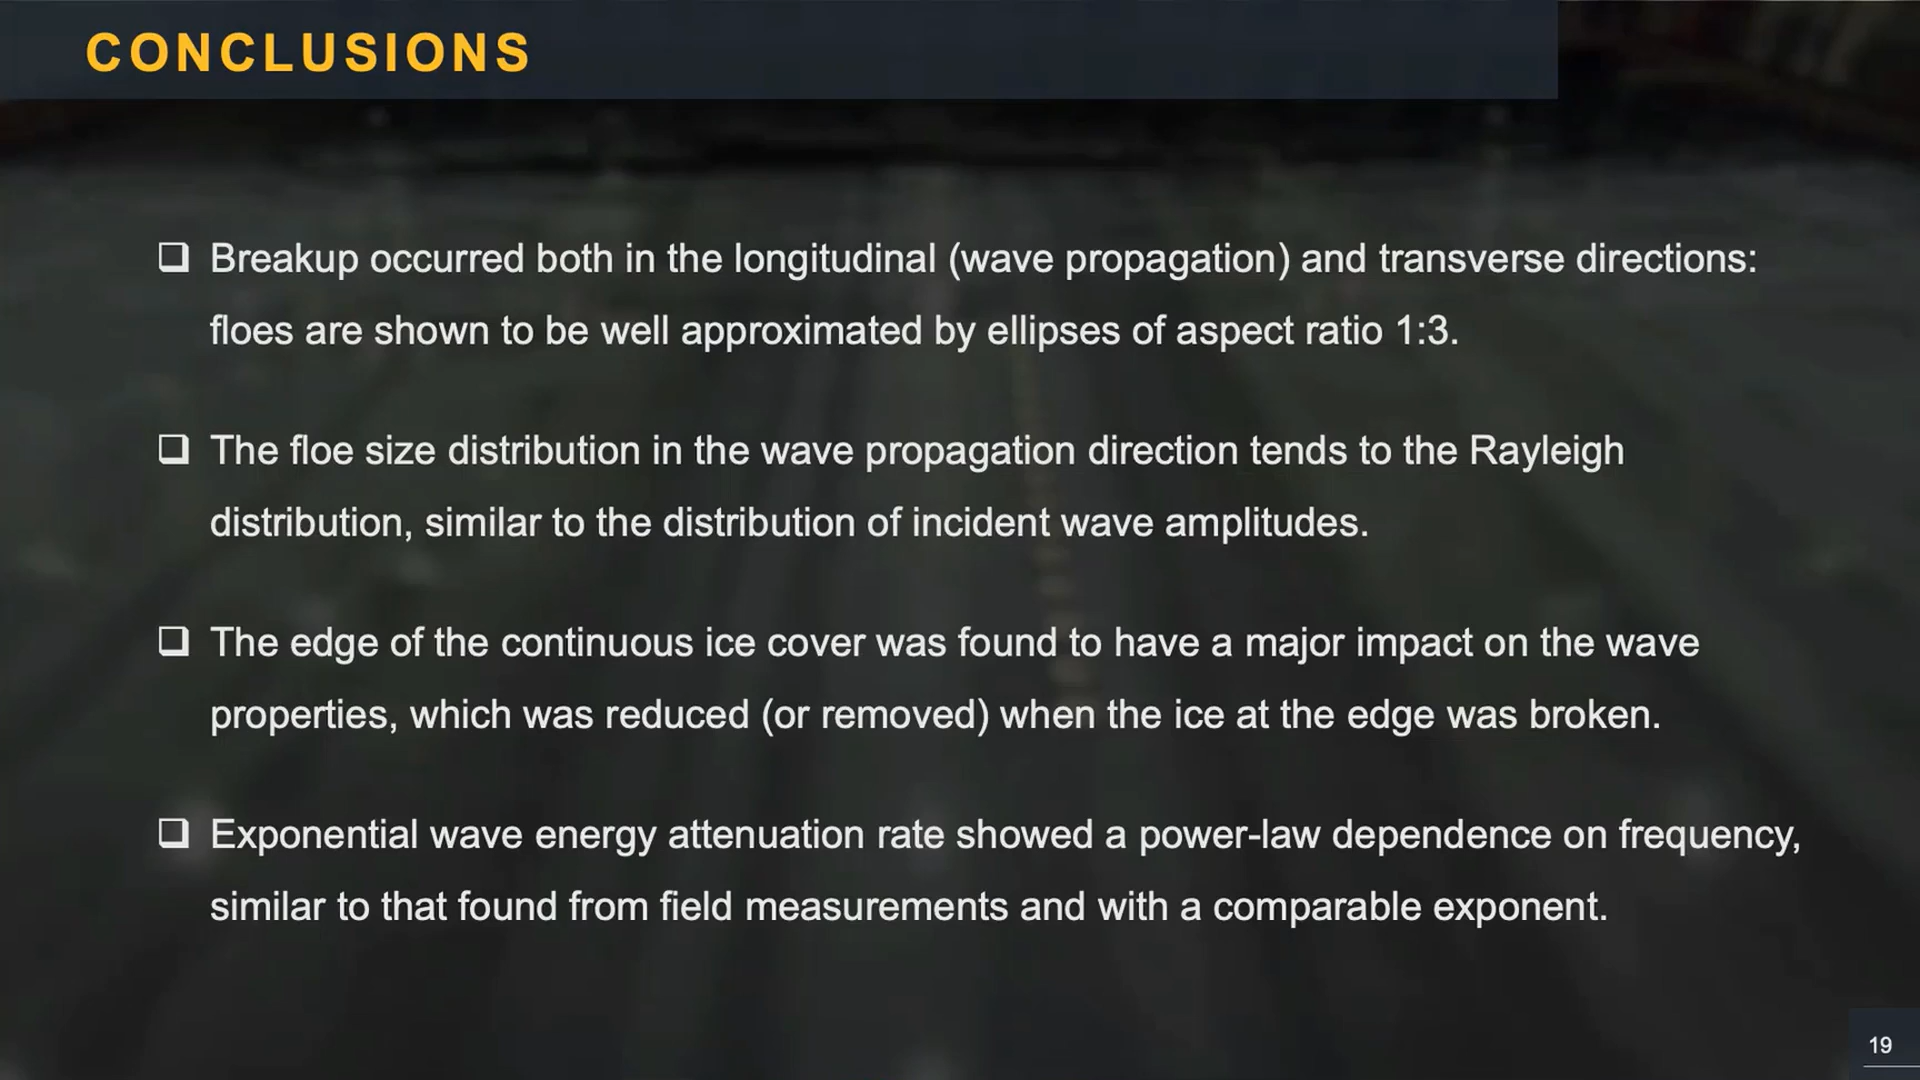 CONCLUSIONS
❑ Breakup occurred both in the longitudinal (wave propagation) and transverse directions:
floes are shown to be well approximated by ellipses of aspect ratio 1:3.
❑ The floe size distribution in the wave propagation direction tends to the Rayleigh
distribution, similar to the distribution of incident wave amplitudes.
❑ The edge of the continuous ice cover was found to have a major impact on the wave
properties, which was reduced (or removed) when the ice at the edge was broken.
❑ Exponential wave energy attenuation rate showed a power-law dependence on frequency,
similar to that found from field measurements and with a comparable exponent.
19